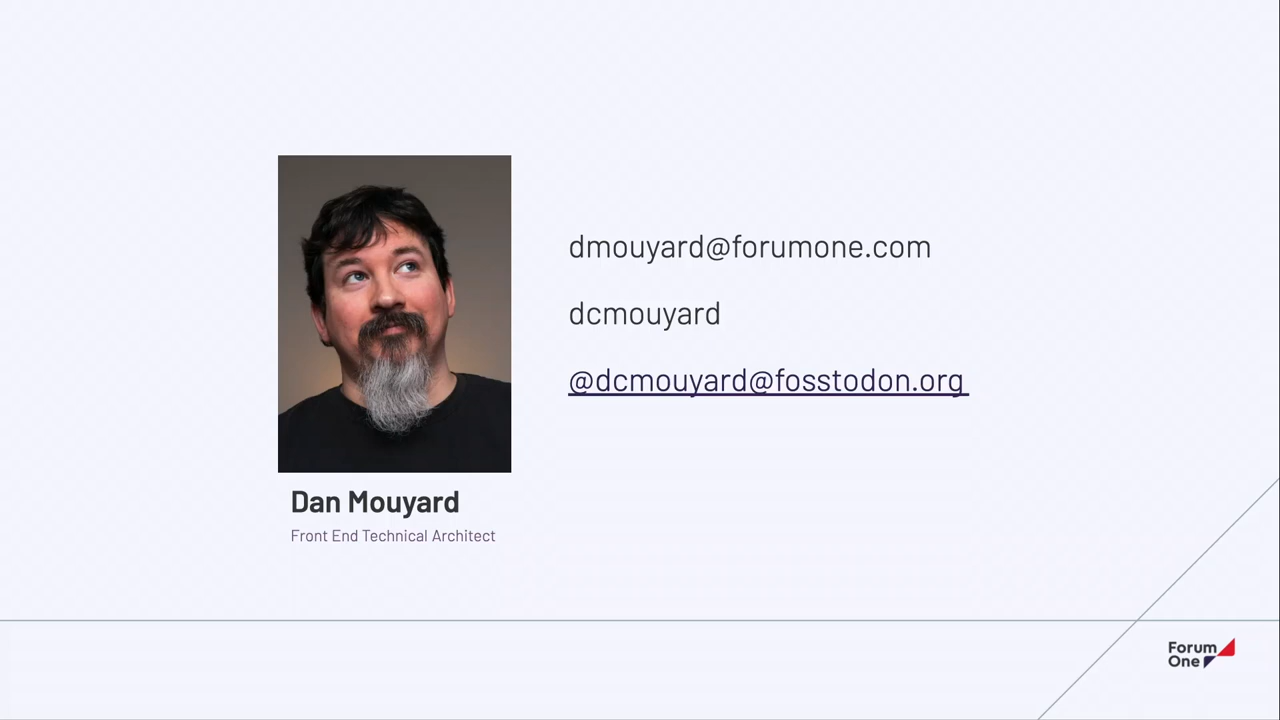 dmouyard@forumone.com
dcmouyard
@dcmouyard@fosstodon.org
Dan Mouyard
Front End Technical Architect
Forum
One